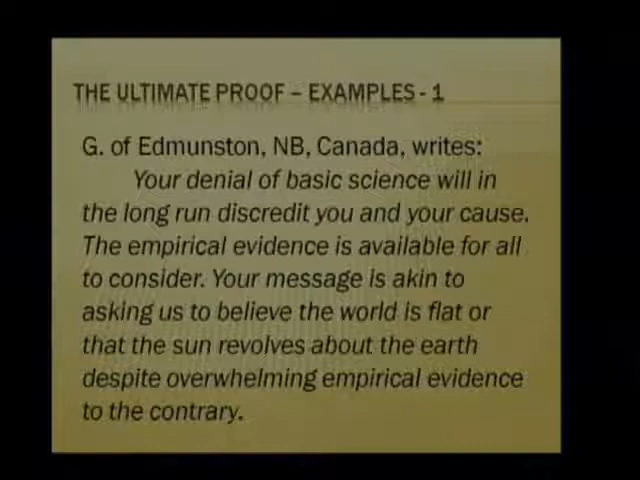 THE ULTIMATE PROOF – EXAMPLES - 1
G. of Edmunston, NB, Canada, writes:
Your denial of basic science will in
the long run discredit you and your cause.
The empirical evidence is available for all
to consider. Your message is akin to
asking us to believe the world is flat or
that the sun revolves about the earth
despite overwhelming empirical evidence
to the contrary.